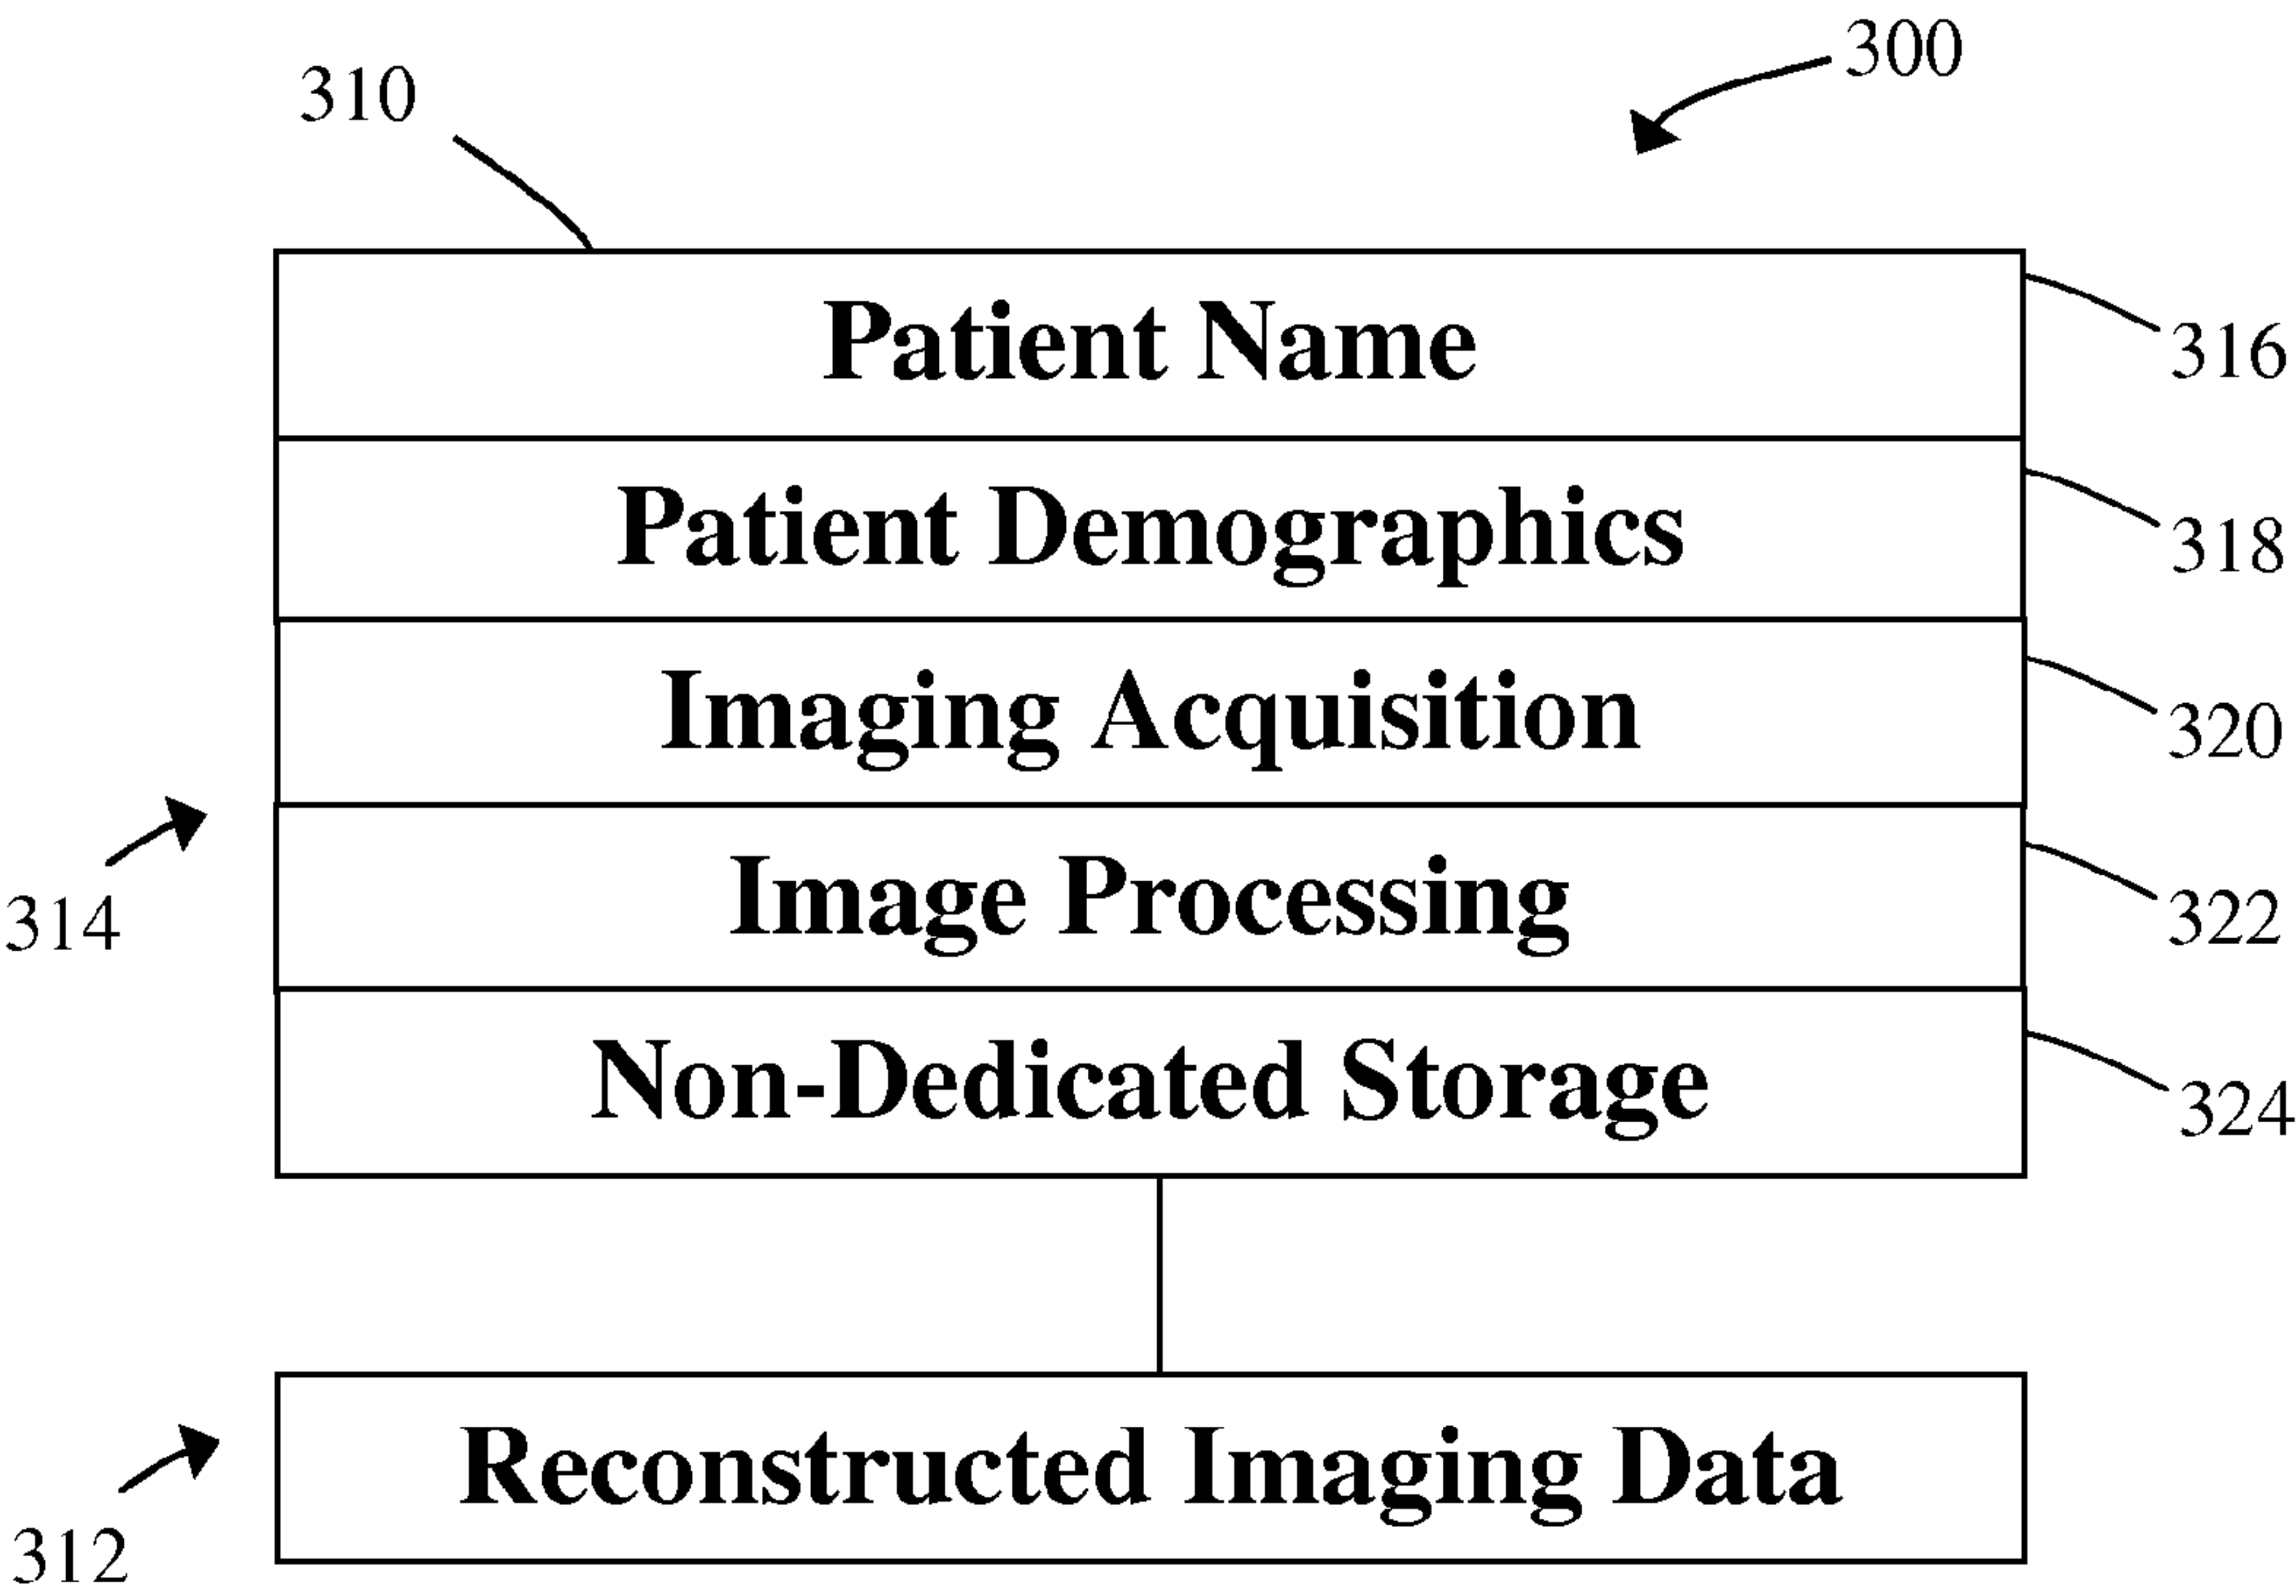 300
310
Patient Name
316
Patient Demographics
318
Imaging Acquisition
320
314
Image Processing
322
Non-Dedicated Storage
324
Reconstructed Imaging Data
312